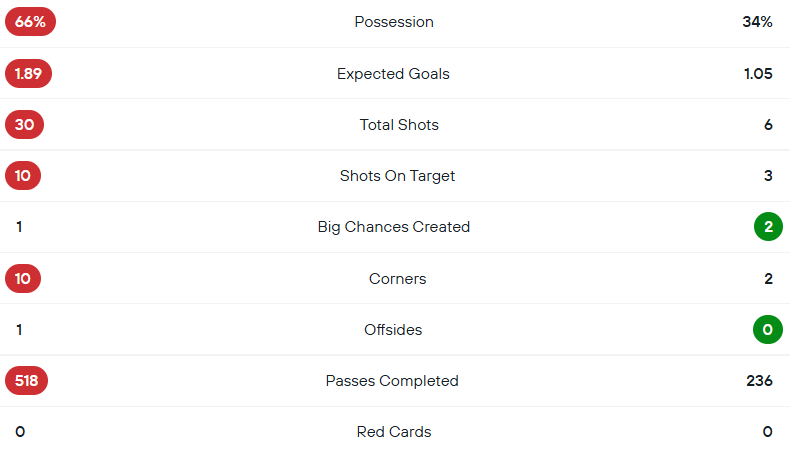 66% Possession 34%
1.89 Expected Goals 1.05
30 Total Shots 6
10 Shots On Target 3
1 Big Chances Created 2
10 Corners 2
1 Offsides 0
518 Passes Completed 236
0 Red Cards 0